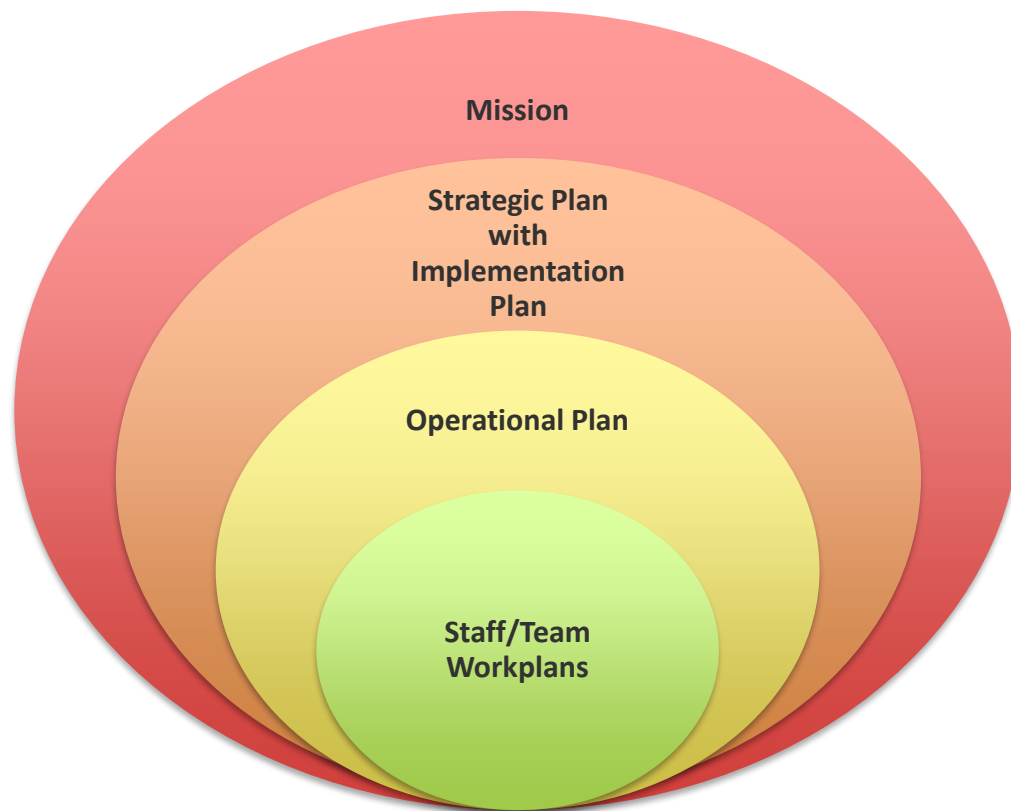 Mission
Strategic Plan
with
Implementation
Plan
Operational Plan
Staff/Team
Workplans